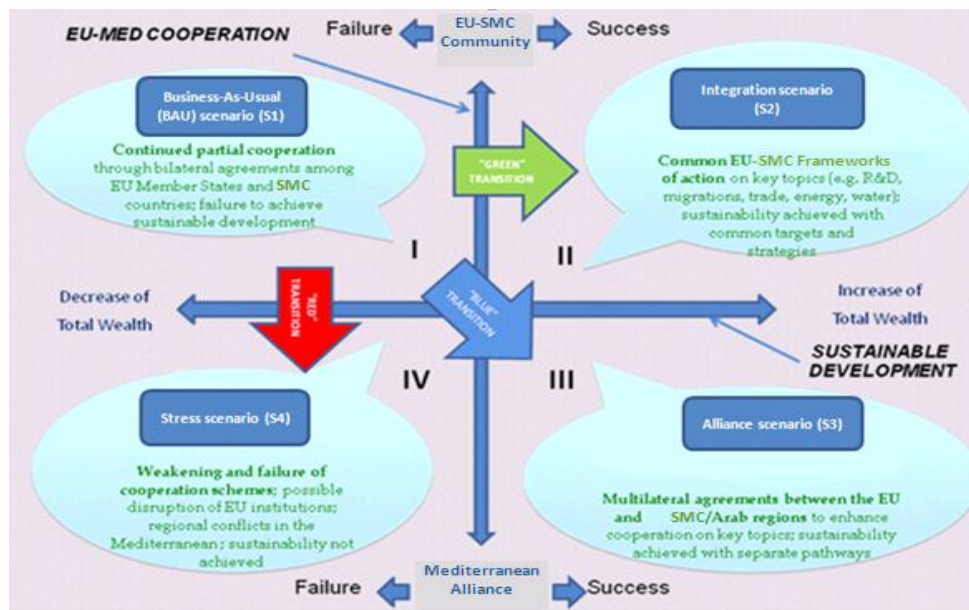 EU-MED COOPERATION
Failure
EU-SMC
Community
Success
Business-As-Usual
(BAU) scenario (S1)
Continued partial cooperation
through bilateral agreements among
EU Member States and SMC
countries; failure to achieve
sustainable development
Integration scenario
(S2)
Common EU-SMC Frameworks
of action on key topics (e.g. R&D,
migrations, trade, energy, water);
sustainability achieved with
common targets and
strategies
"GREEN"
TRANSITION
I
II
Decrease of
Total Wealth
"RED"
TRANSITION
"BLUE"
TRANSITION
Increase of
Total Wealth
SUSTAINABLE
DEVELOPMENT
IV
III
Stress scenario (S4)
Weakening and failure of
cooperation schemes; possible
disruption of EU institutions;
regional conflicts in the
Mediterranean; sustainability not
achieved
Alliance scenario (S3)
Multilateral agreements between the EU
and SMC/Arab regions to enhance
cooperation on key topics; sustainability
achieved with separate pathways
Failure
Mediterranean
Alliance
Success